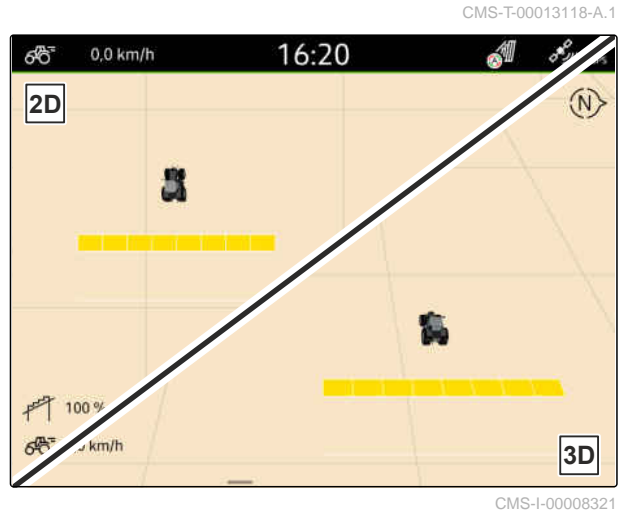 CMS-T-00013118-A.1
0,0 km/h 16:20
2D
N
100 %
km/h
3D
CMS-I-00008321